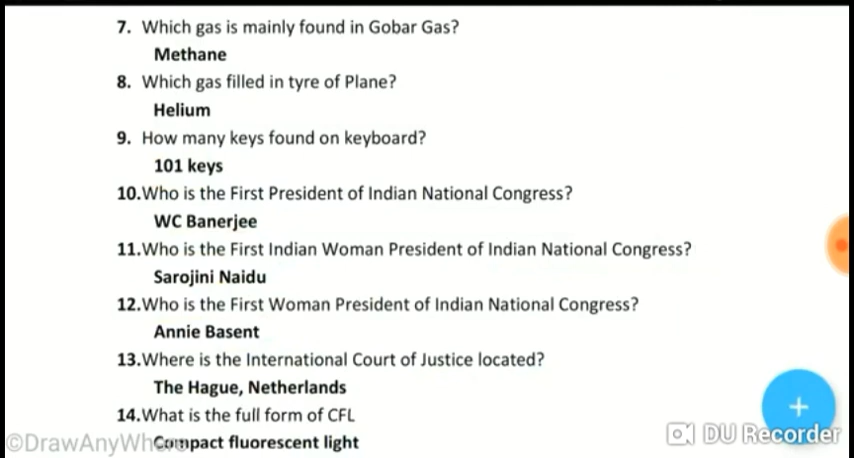 7. Which gas is mainly found in Gobar Gas?
Methane
8. Which gas filled in tyre of Plane?
Helium
9. How many keys found on keyboard?
101 keys
10.Who is the First President of Indian National Congress?
WC Banerjee
11.Who is the First Indian Woman President of Indian National Congress?
Sarojini Naidu
12.Who is the First Woman President of Indian National Congress?
Annie Basent
13.Where is the International Court of Justice located?
The Hague, Netherlands
14.What is the full form of CFL
Compact fluorescent light
©DrawAnyWhere
DU Recorder